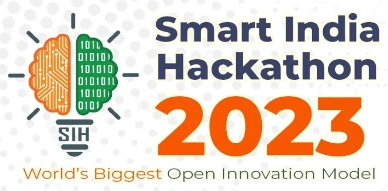 Smart India
Hackathon
2023
SIH
World's Biggest Open Innovation Model